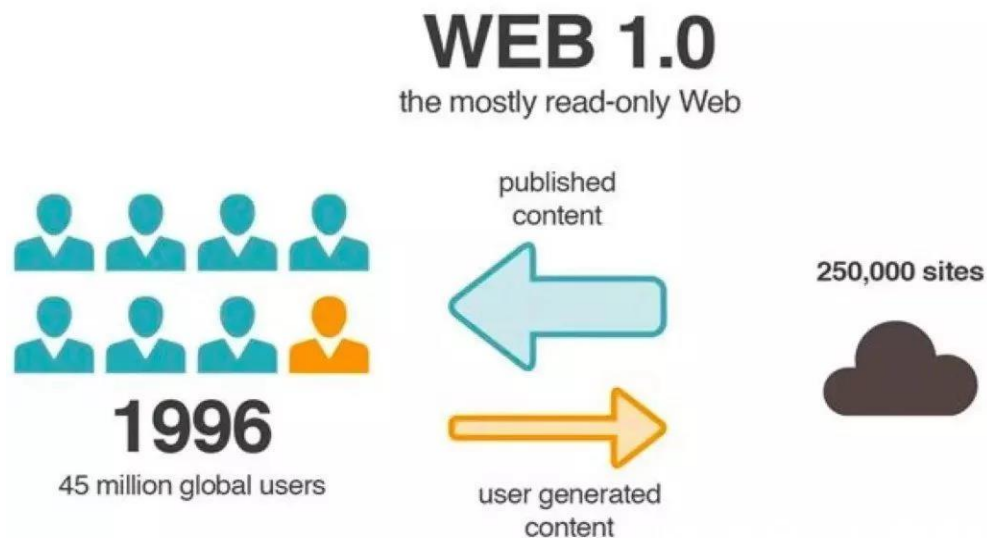 WEB 1.0
the mostly read-only Web
published
content
250,000 sites
1996
45 million global users
user generated
content